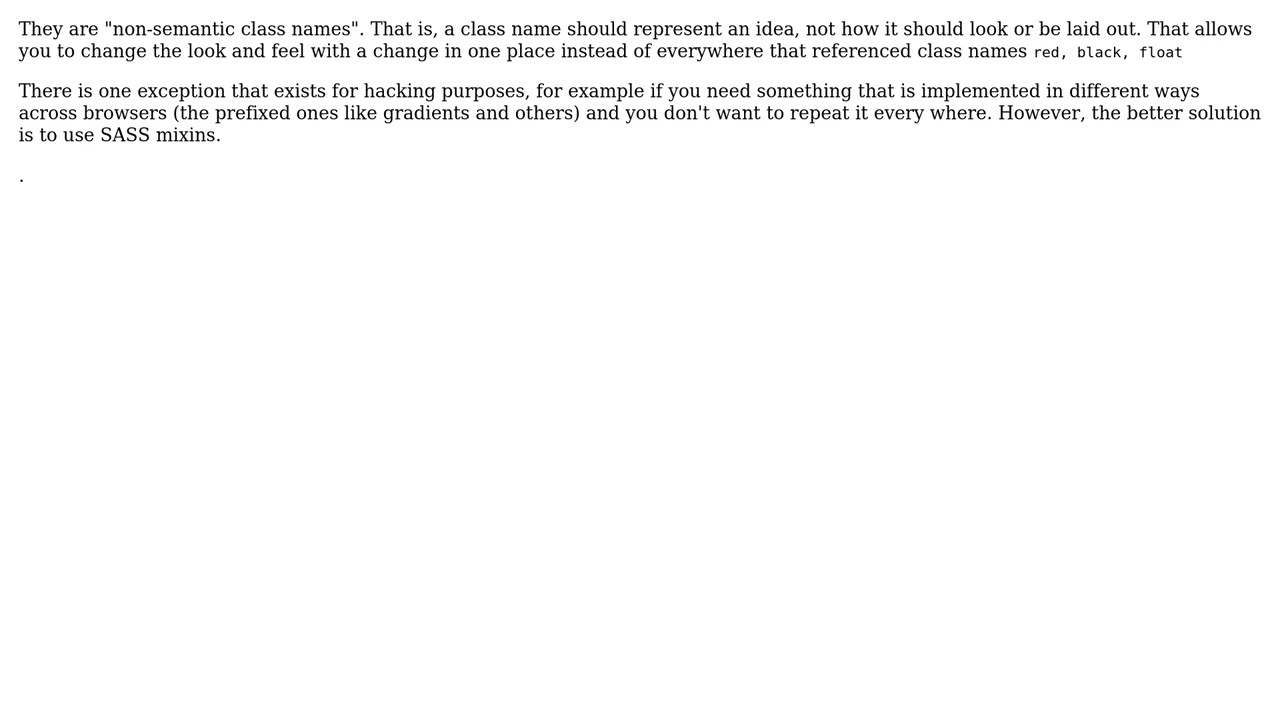 They are "non-semantic class names". That is, a class name should represent an idea, not how it should look or be laid out. That allows
you to change the look and feel with a change in one place instead of everywhere that referenced class names red, black, float
There is one exception that exists for hacking purposes, for example if you need something that is implemented in different ways
across browsers (the prefixed ones like gradients and others) and you don't want to repeat it every where. However, the better solution
is to use SASS mixins.
.